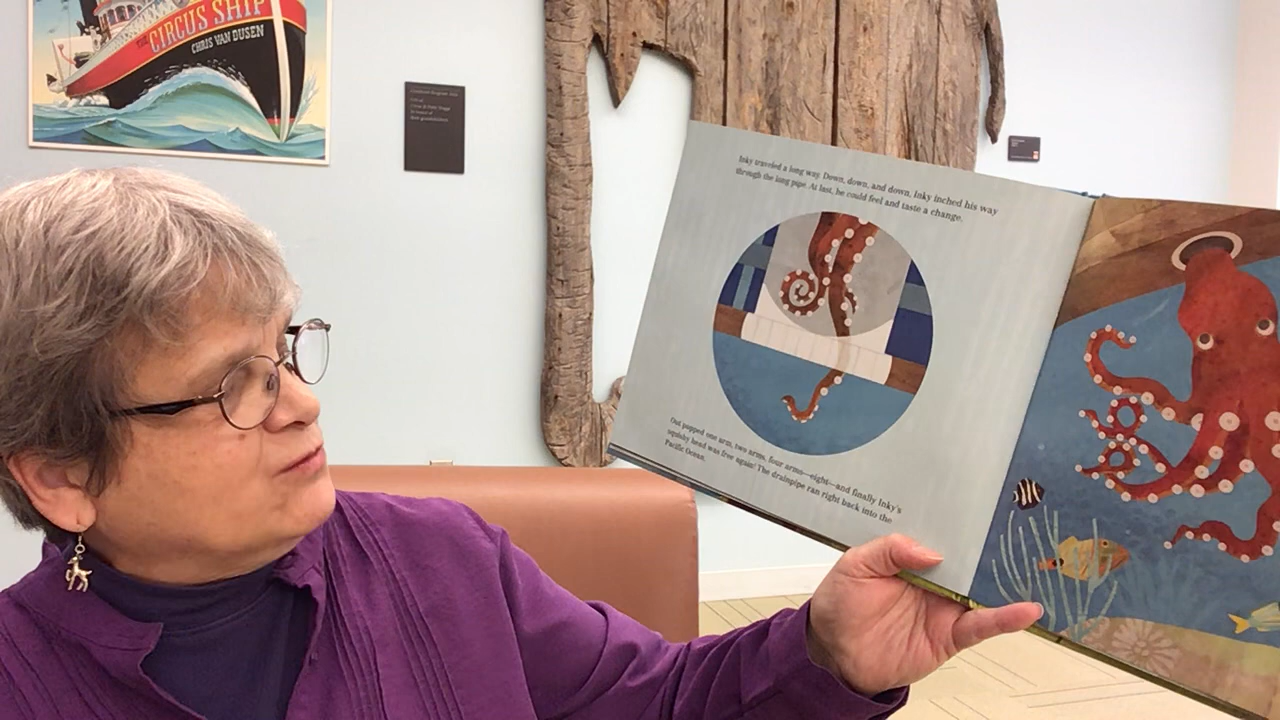 THE CIRCUS SHIP
CHRIS VAN DUSEN
Inky traveled a long way. Down, down, and down, Inky inched his way
through the long pipe. At last, he could feel and taste a change.
Out popped one arm, two arms, four arms—eight—and finally Inky's
squishy head was free again! The drainpipe ran right back into the
Pacific Ocean.